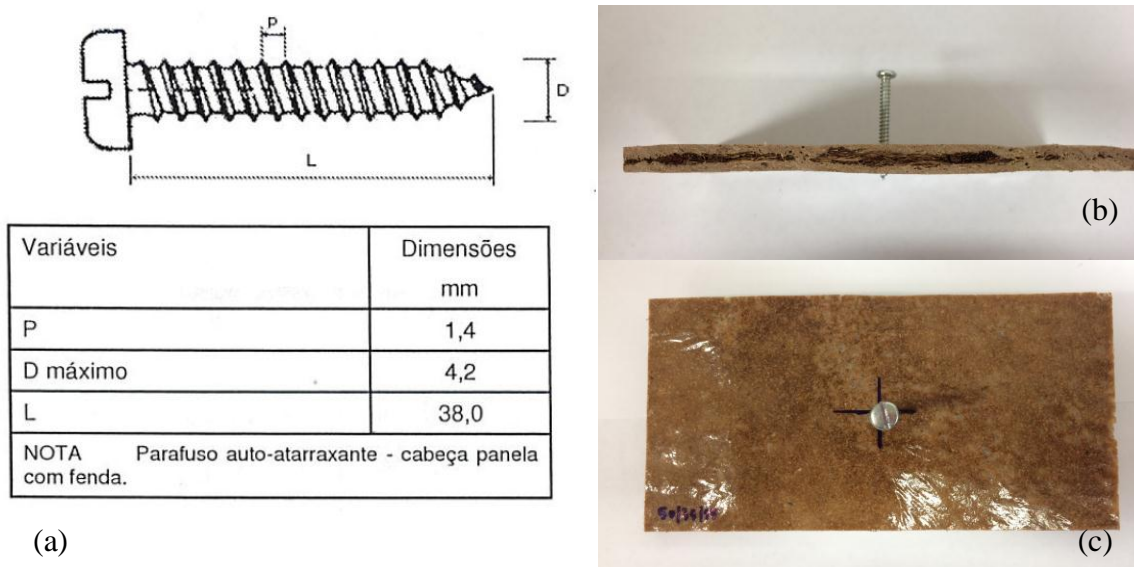 P
D
L
Variáveis Dimensões
mm
P 1,4
D máximo 4,2
L 38,0
NOTA Parafuso auto-atarraxante - cabeça panela
com fenda.
(a)
(b)
(c)